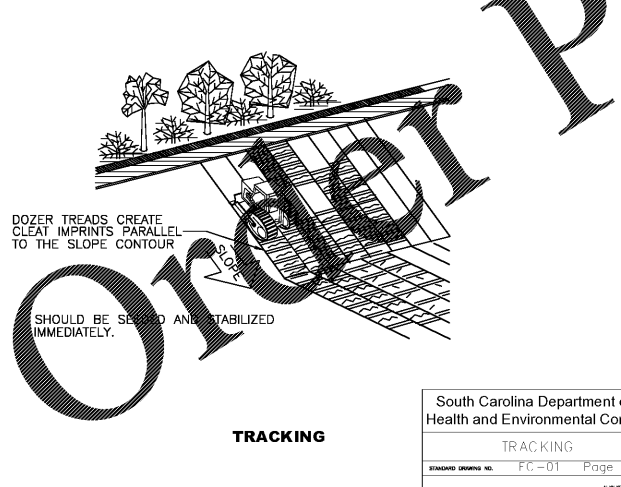 Order P
DOZER TREADS CREATE
CLEAT IMPRINTS PARALLEL
TO THE SLOPE CONTOUR
SLOPE
SHOULD BE SEEDED AND STABILIZED
IMMEDIATELY.
TRACKING
South Carolina Department
Health and Environmental Co
TRACKING
STANDARD DRAWING NO. FC-01 Page